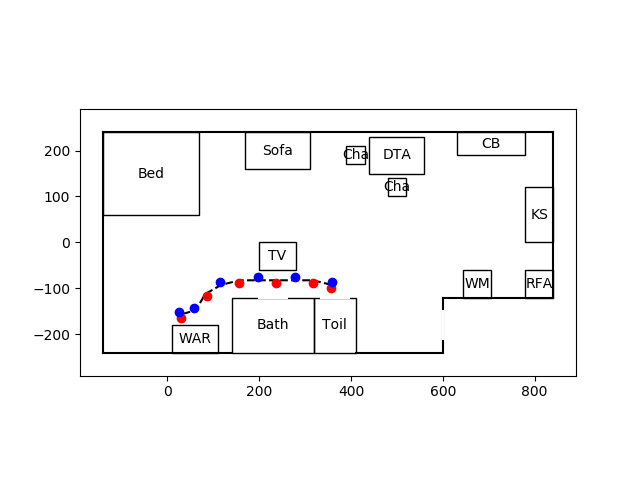 200
100
0
−100
−200
0
200
400
600
800
Bed
Sofa
Cha
DTA
CB
Cha
KS
TV
WM
RFA
WAR
Bath
Toil